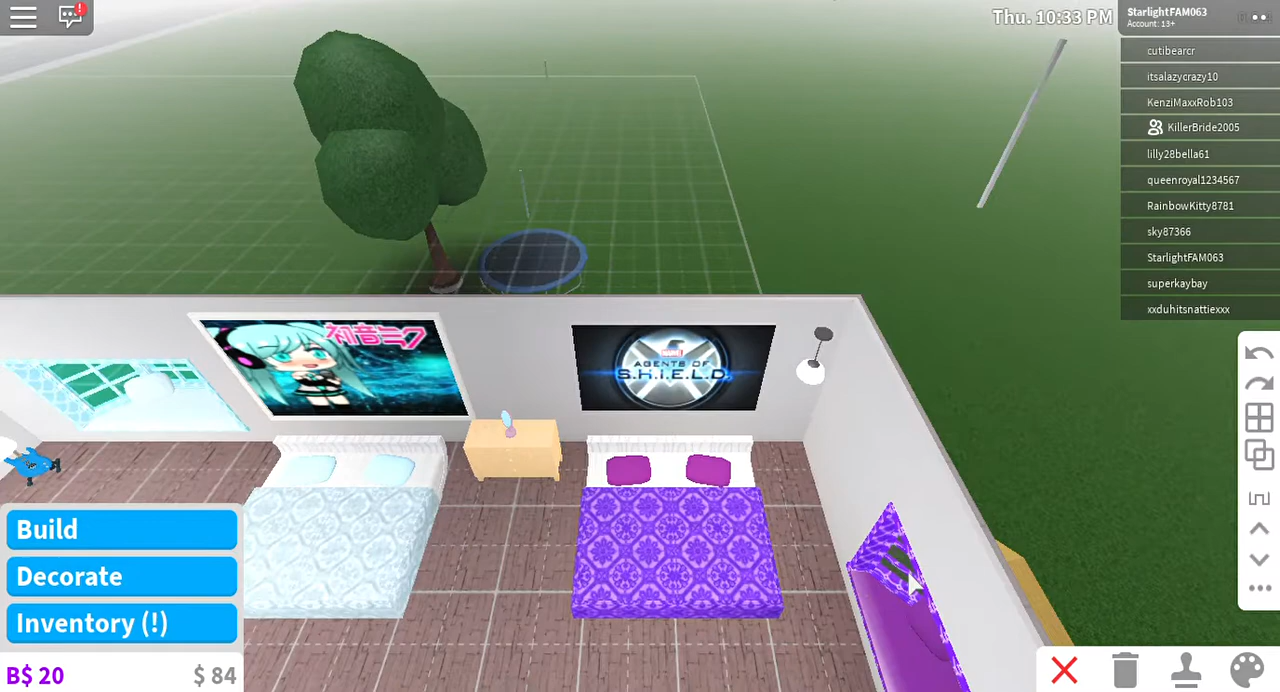 Thu. 10:33 PM
StarlightFAM063
Account: 13+
cutibearcr
itsalazycrazy10
KenziMaxxRob103
KillerBride2005
lilly28bella61
queenroyal1234567
RainbowKitty8781
sky87366
StarlightFAM063
superkaybay
xxduhitsnattiexxx
初音ミク
MARVEL
AGENTS OF
S.H.I.E.L.D.
Build
Decorate
Inventory (!)
B$ 20
$ 84